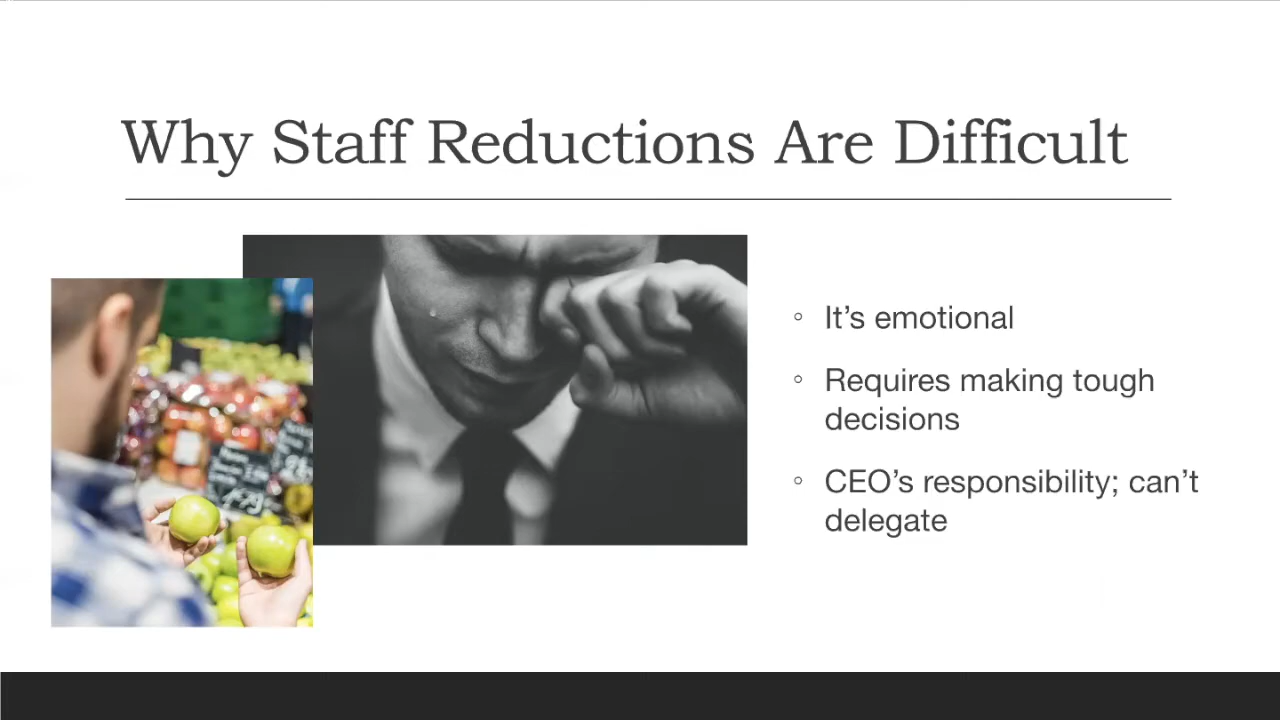 Why Staff Reductions Are Difficult
It’s emotional
Requires making tough
decisions
CEO’s responsibility; can’t
delegate